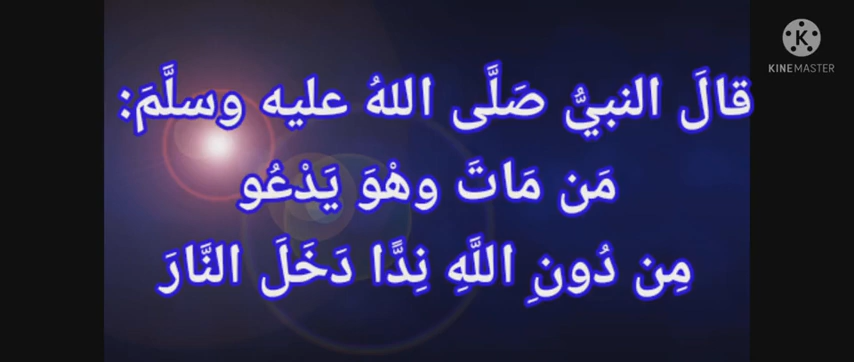 KINEMASTER
قالَ النبيُّ صَلَّى اللهُ عليه وسلَّمَ:
مَن مَاتَ وهْوَ يَدْعُو
مِن دُونِ اللَّهِ نِدًّا دَخَلَ النَّارَ